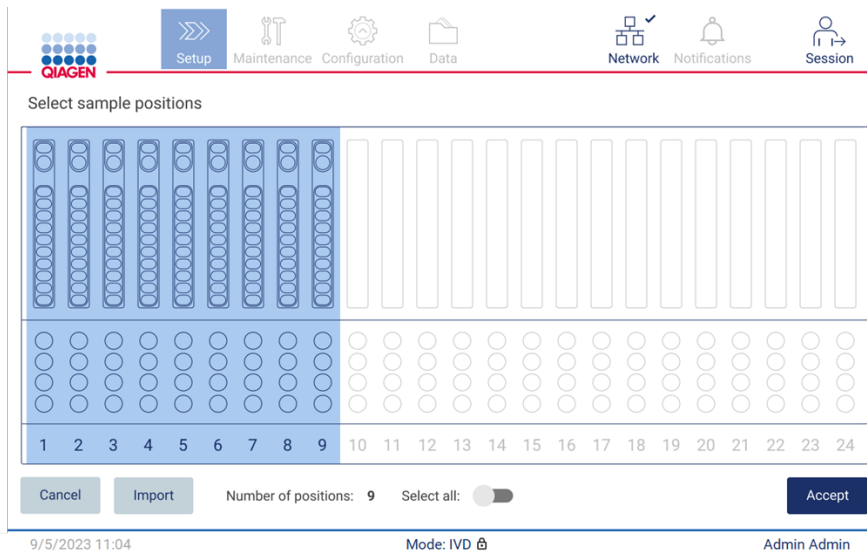 QIAGEN
Setup Maintenance Configuration Data Network Notifications Session
Select sample positions
1 2 3 4 5 6 7 8 9 10 11 12 13 14 15 16 17 18 19 20 21 22 23 24
Cancel Import Number of positions: 9 Select all: Accept
9/5/2023 11:04 Mode: IVD Admin Admin